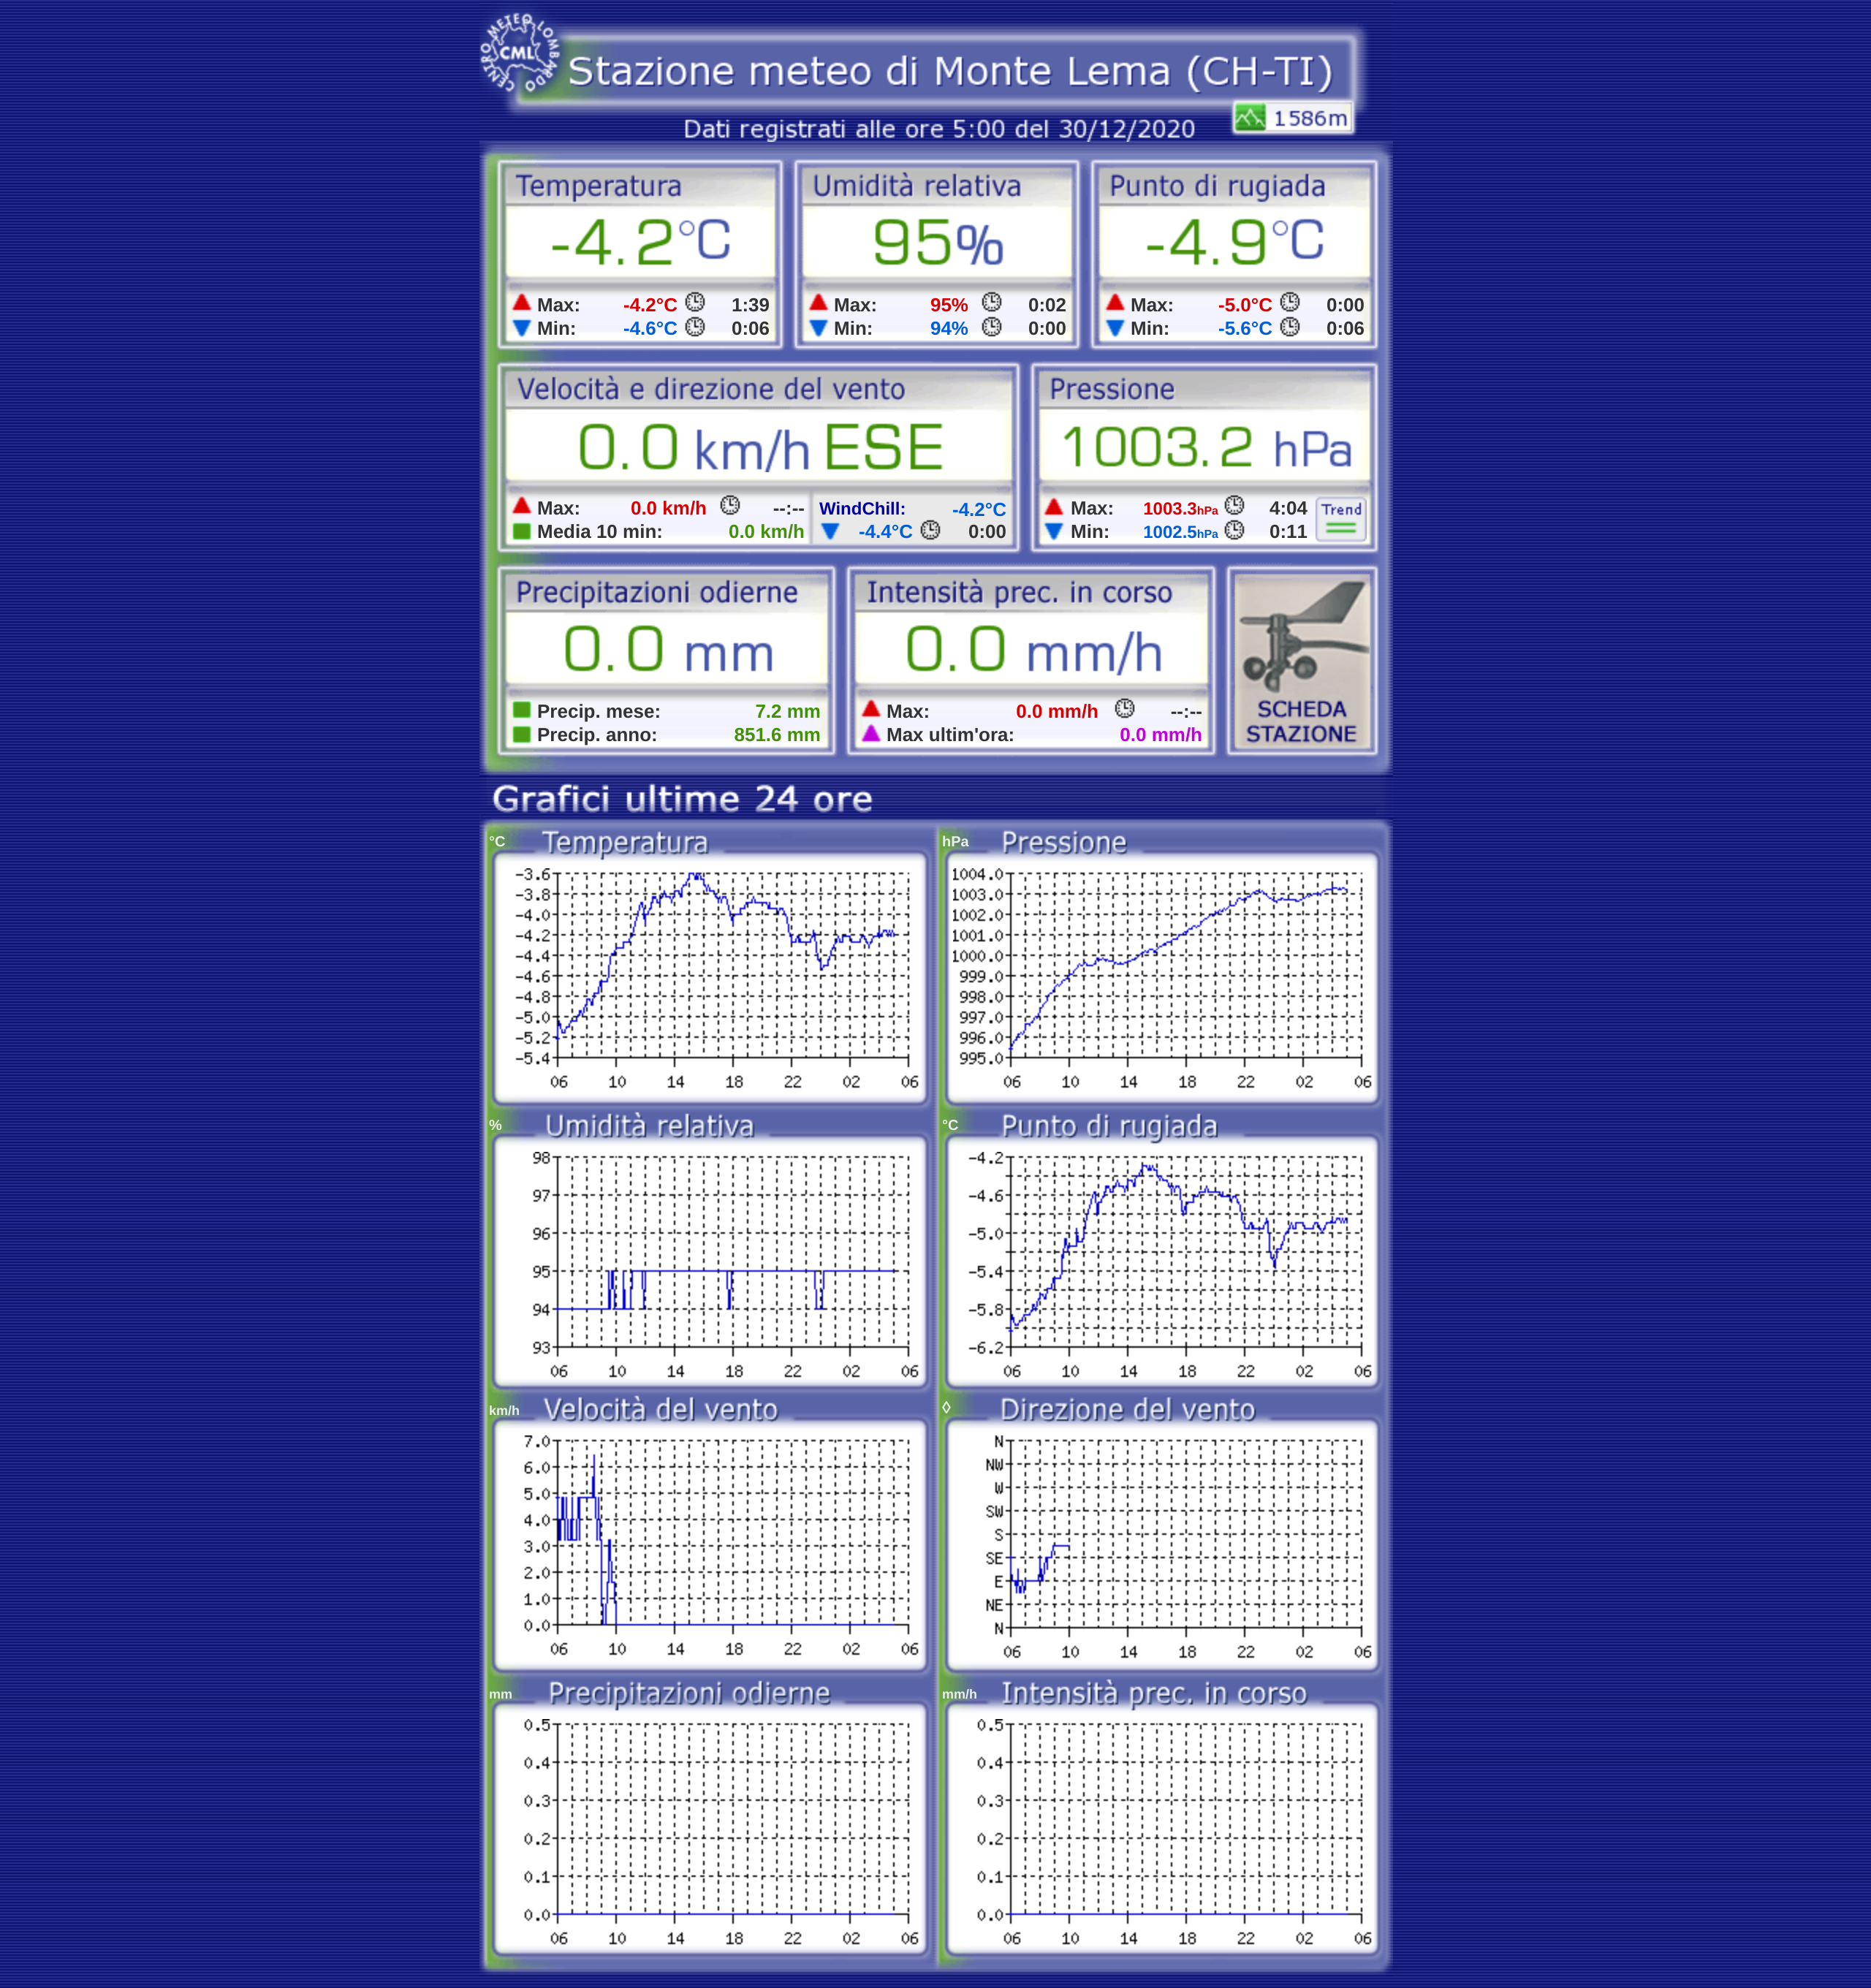 CENTRO METEO LOMBARDO
CML
Stazione meteo di Monte Lema (CH-TI)
1586m
Dati registrati alle ore 5:00 del 30/12/2020
Temperatura Umidità relativa Punto di rugiada
-4.2°C 95% -4.9°C
Max: -4.2°C 1:39 Max: 95% 0:02 Max: -5.0°C 0:00
Min: -4.6°C 0:06 Min: 94% 0:00 Min: -5.6°C 0:06
Velocità e direzione del vento Pressione
0.0 km/h ESE 1003.2 hPa
Max: 0.0 km/h --:-- WindChill: -4.2°C Max: 1003.3hPa 4:04 Trend
Media 10 min: 0.0 km/h -4.4°C 0:00 Min: 1002.5hPa 0:11
Precipitazioni odierne Intensità prec. in corso
0.0 mm 0.0 mm/h
Precip. mese: 7.2 mm Max: 0.0 mm/h --:-- SCHEDA
Precip. anno: 851.6 mm Max ultim'ora: 0.0 mm/h STAZIONE
Grafici ultime 24 ore
°C Temperatura
-3.6
-3.8
-4.0
-4.2
-4.4
-4.6
-4.8
-5.0
-5.2
-5.4
06 10 14 18 22 02 06
hPa Pressione
1004.0
1003.0
1002.0
1001.0
1000.0
999.0
998.0
997.0
996.0
995.0
06 10 14 18 22 02 06
% Umidità relativa
98
97
96
95
94
93
06 10 14 18 22 02 06
°C Punto di rugiada
-4.2
-4.6
-5.0
-5.4
-5.8
-6.2
06 10 14 18 22 02 06
km/h Velocità del vento
7.0
6.0
5.0
4.0
3.0
2.0
1.0
0.0
06 10 14 18 22 02 06
◊ Direzione del vento
N
NW
W
SW
S
SE
E
NE
N
06 10 14 18 22 02 06
mm Precipitazioni odierne
0.5
0.4
0.3
0.2
0.1
0.0
06 10 14 18 22 02 06
mm/h Intensità prec. in corso
0.5
0.4
0.3
0.2
0.1
0.0
06 10 14 18 22 02 06